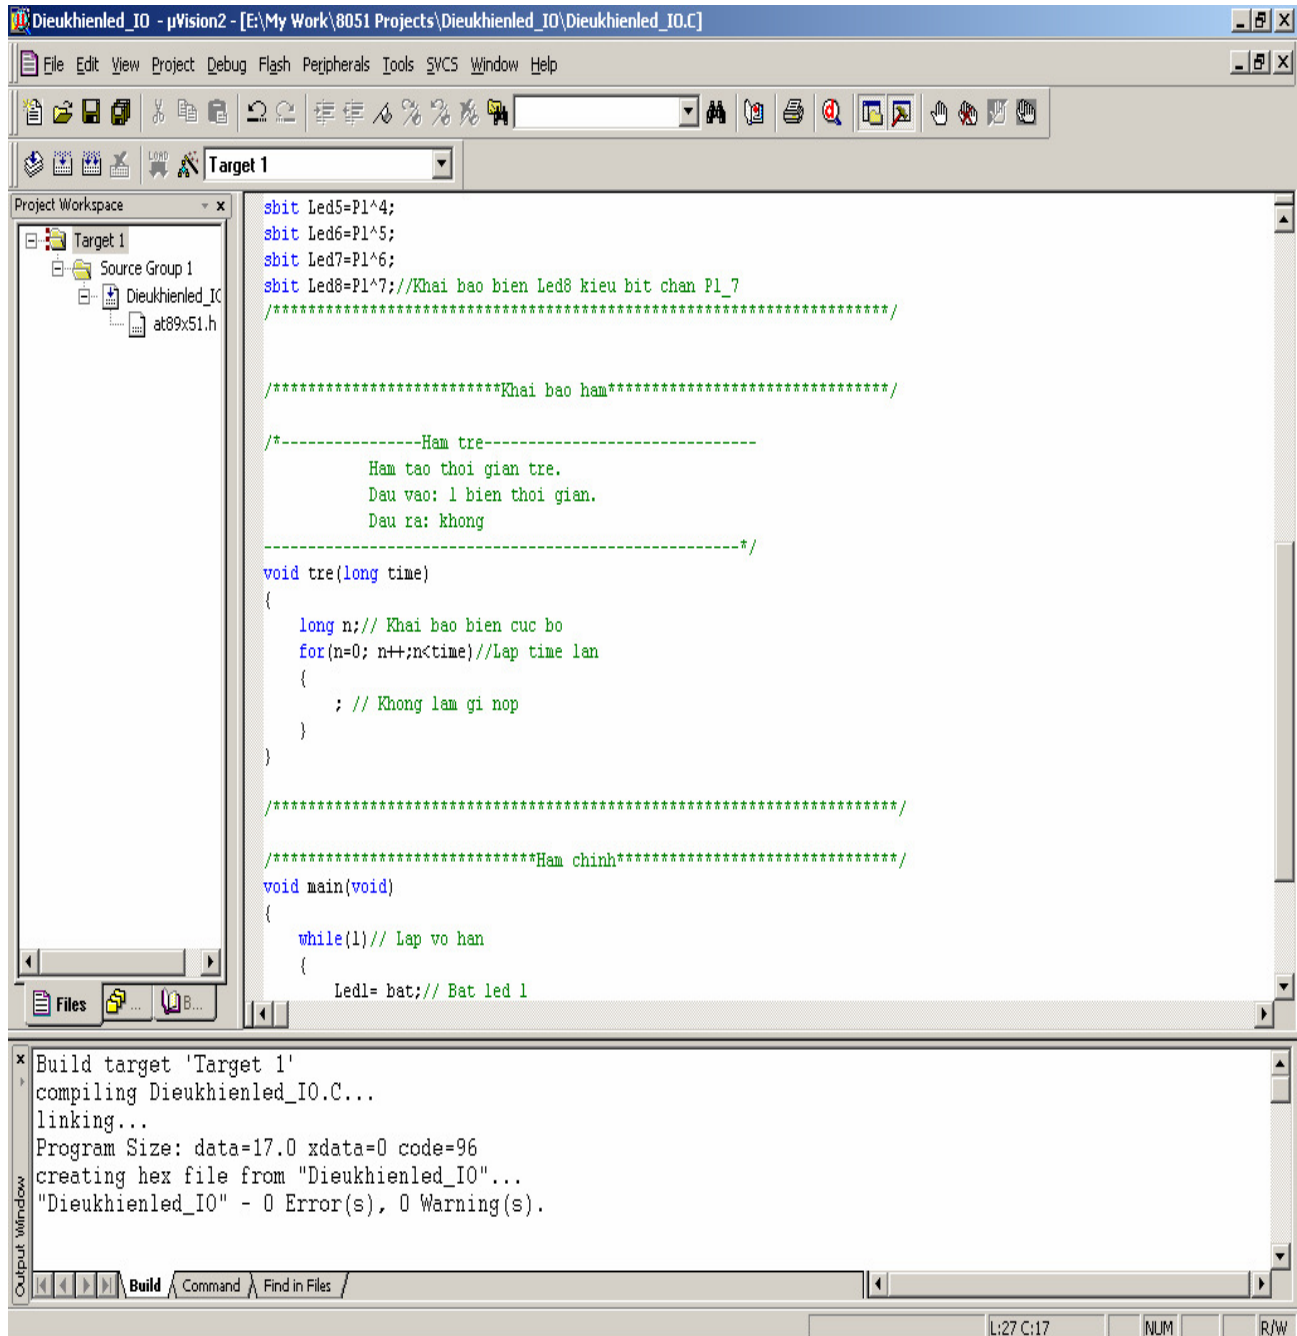 Dieukhienled_IO - µVision2 - [E:\My Work\8051 Projects\Dieukhienled_IO\Dieukhienled_IO.C]
File Edit View Project Debug Flash Peripherals Tools SVCS Window Help
LOAD Target 1
Project Workspace
Target 1
Source Group 1
Dieukhienled_IO
at89x51.h
Files ... B...
sbit Led5=P1^4;
sbit Led6=P1^5;
sbit Led7=P1^6;
sbit Led8=P1^7;//Khai bao bien Led8 kieu bit chan P1_7
/**********************************************************************/
/**************************Khai bao ham********************************/
/*----------------Ham tre-------------------------------
Ham tao thoi gian tre.
Dau vao: 1 bien thoi gian.
Dau ra: khong
------------------------------------------------------*/
void tre(long time)
{
long n;// Khai bao bien cuc bo
for(n=0; n++;n<time)//Lap time lan
{
; // Khong lam gi nop
}
}
/***********************************************************************/
/******************************Ham chinh********************************/
void main(void)
{
while(1)// Lap vo han
{
Led1= bat;// Bat led 1
Build target 'Target 1'
compiling Dieukhienled_IO.C...
linking...
Program Size: data=17.0 xdata=0 code=96
creating hex file from "Dieukhienled_IO"...
"Dieukhienled_IO" - 0 Error(s), 0 Warning(s).
Output Window
Build Command Find in Files
L:27 C:17 NUM R/W